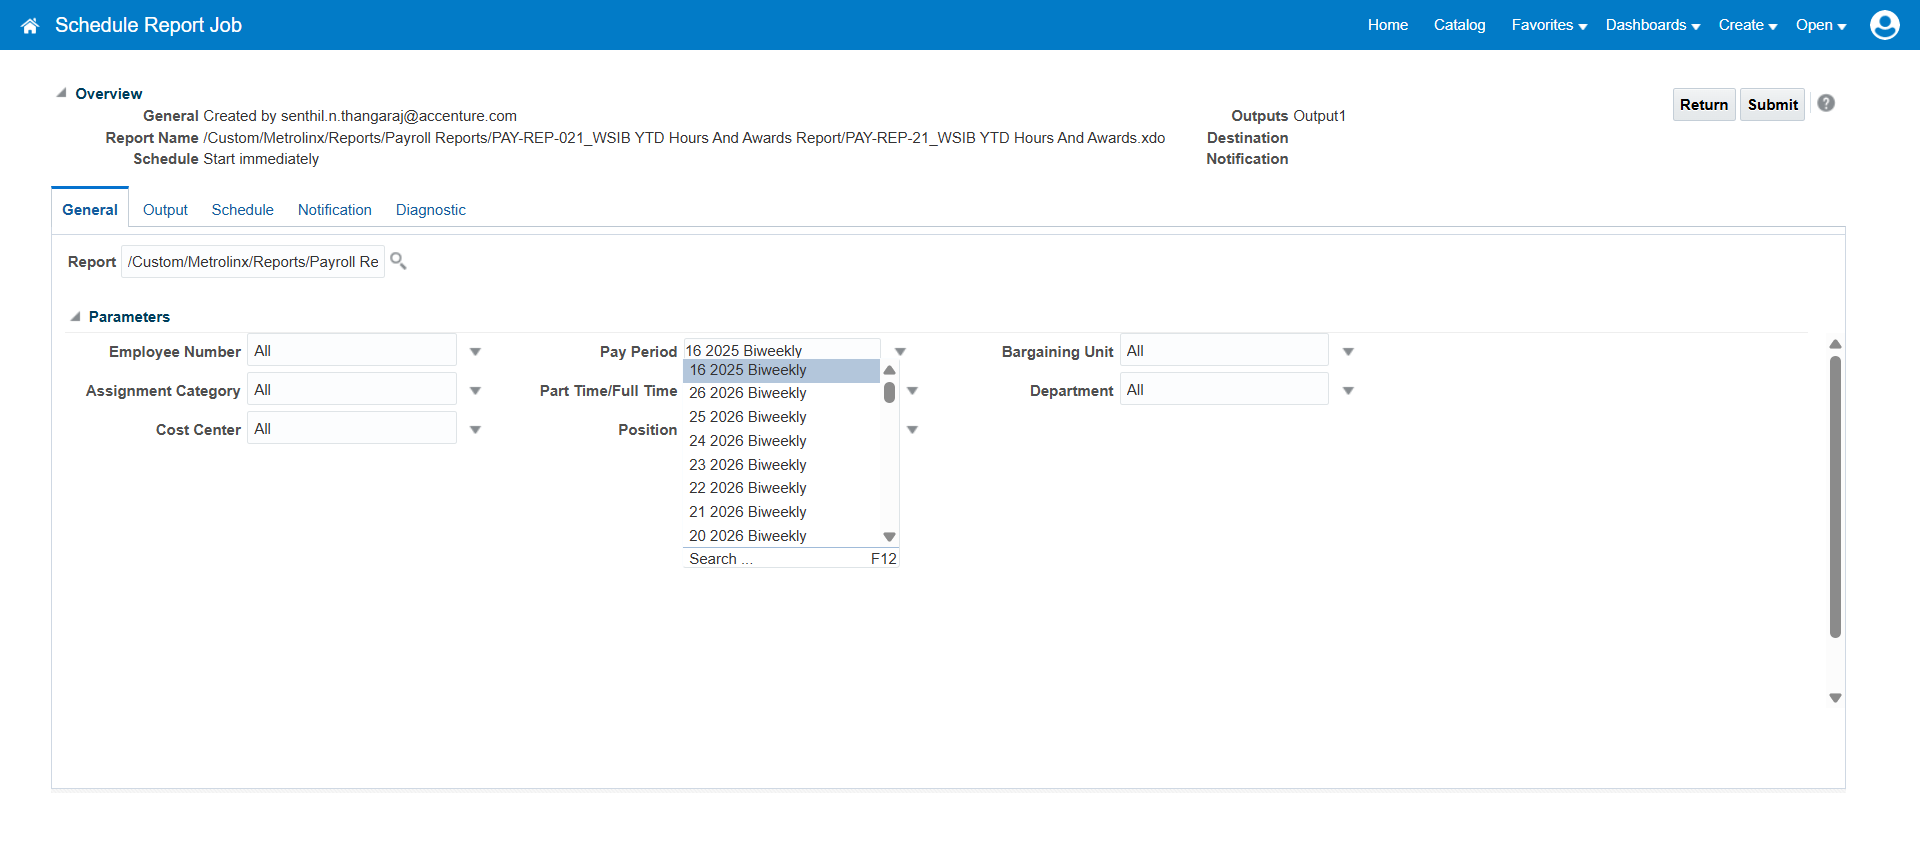 Schedule Report Job
Home Catalog Favorites Dashboards Create Open
Overview
General Created by senthil.n.thangaraj@accenture.com
Report Name /Custom/Metrolinx/Reports/Payroll Reports/PAY-REP-021_WSIB YTD Hours And Awards Report/PAY-REP-21_WSIB YTD Hours And Awards.xdo
Schedule Start immediately
Outputs Output1
Destination
Notification
Return Submit ?
General Output Schedule Notification Diagnostic
Report /Custom/Metrolinx/Reports/Payroll Re
Parameters
Employee Number All Pay Period 16 2025 Biweekly Bargaining Unit All
Assignment Category All Part Time/Full Time Department All
Cost Center All Position
16 2025 Biweekly
26 2026 Biweekly
25 2026 Biweekly
24 2026 Biweekly
23 2026 Biweekly
22 2026 Biweekly
21 2026 Biweekly
20 2026 Biweekly
Search ... F12